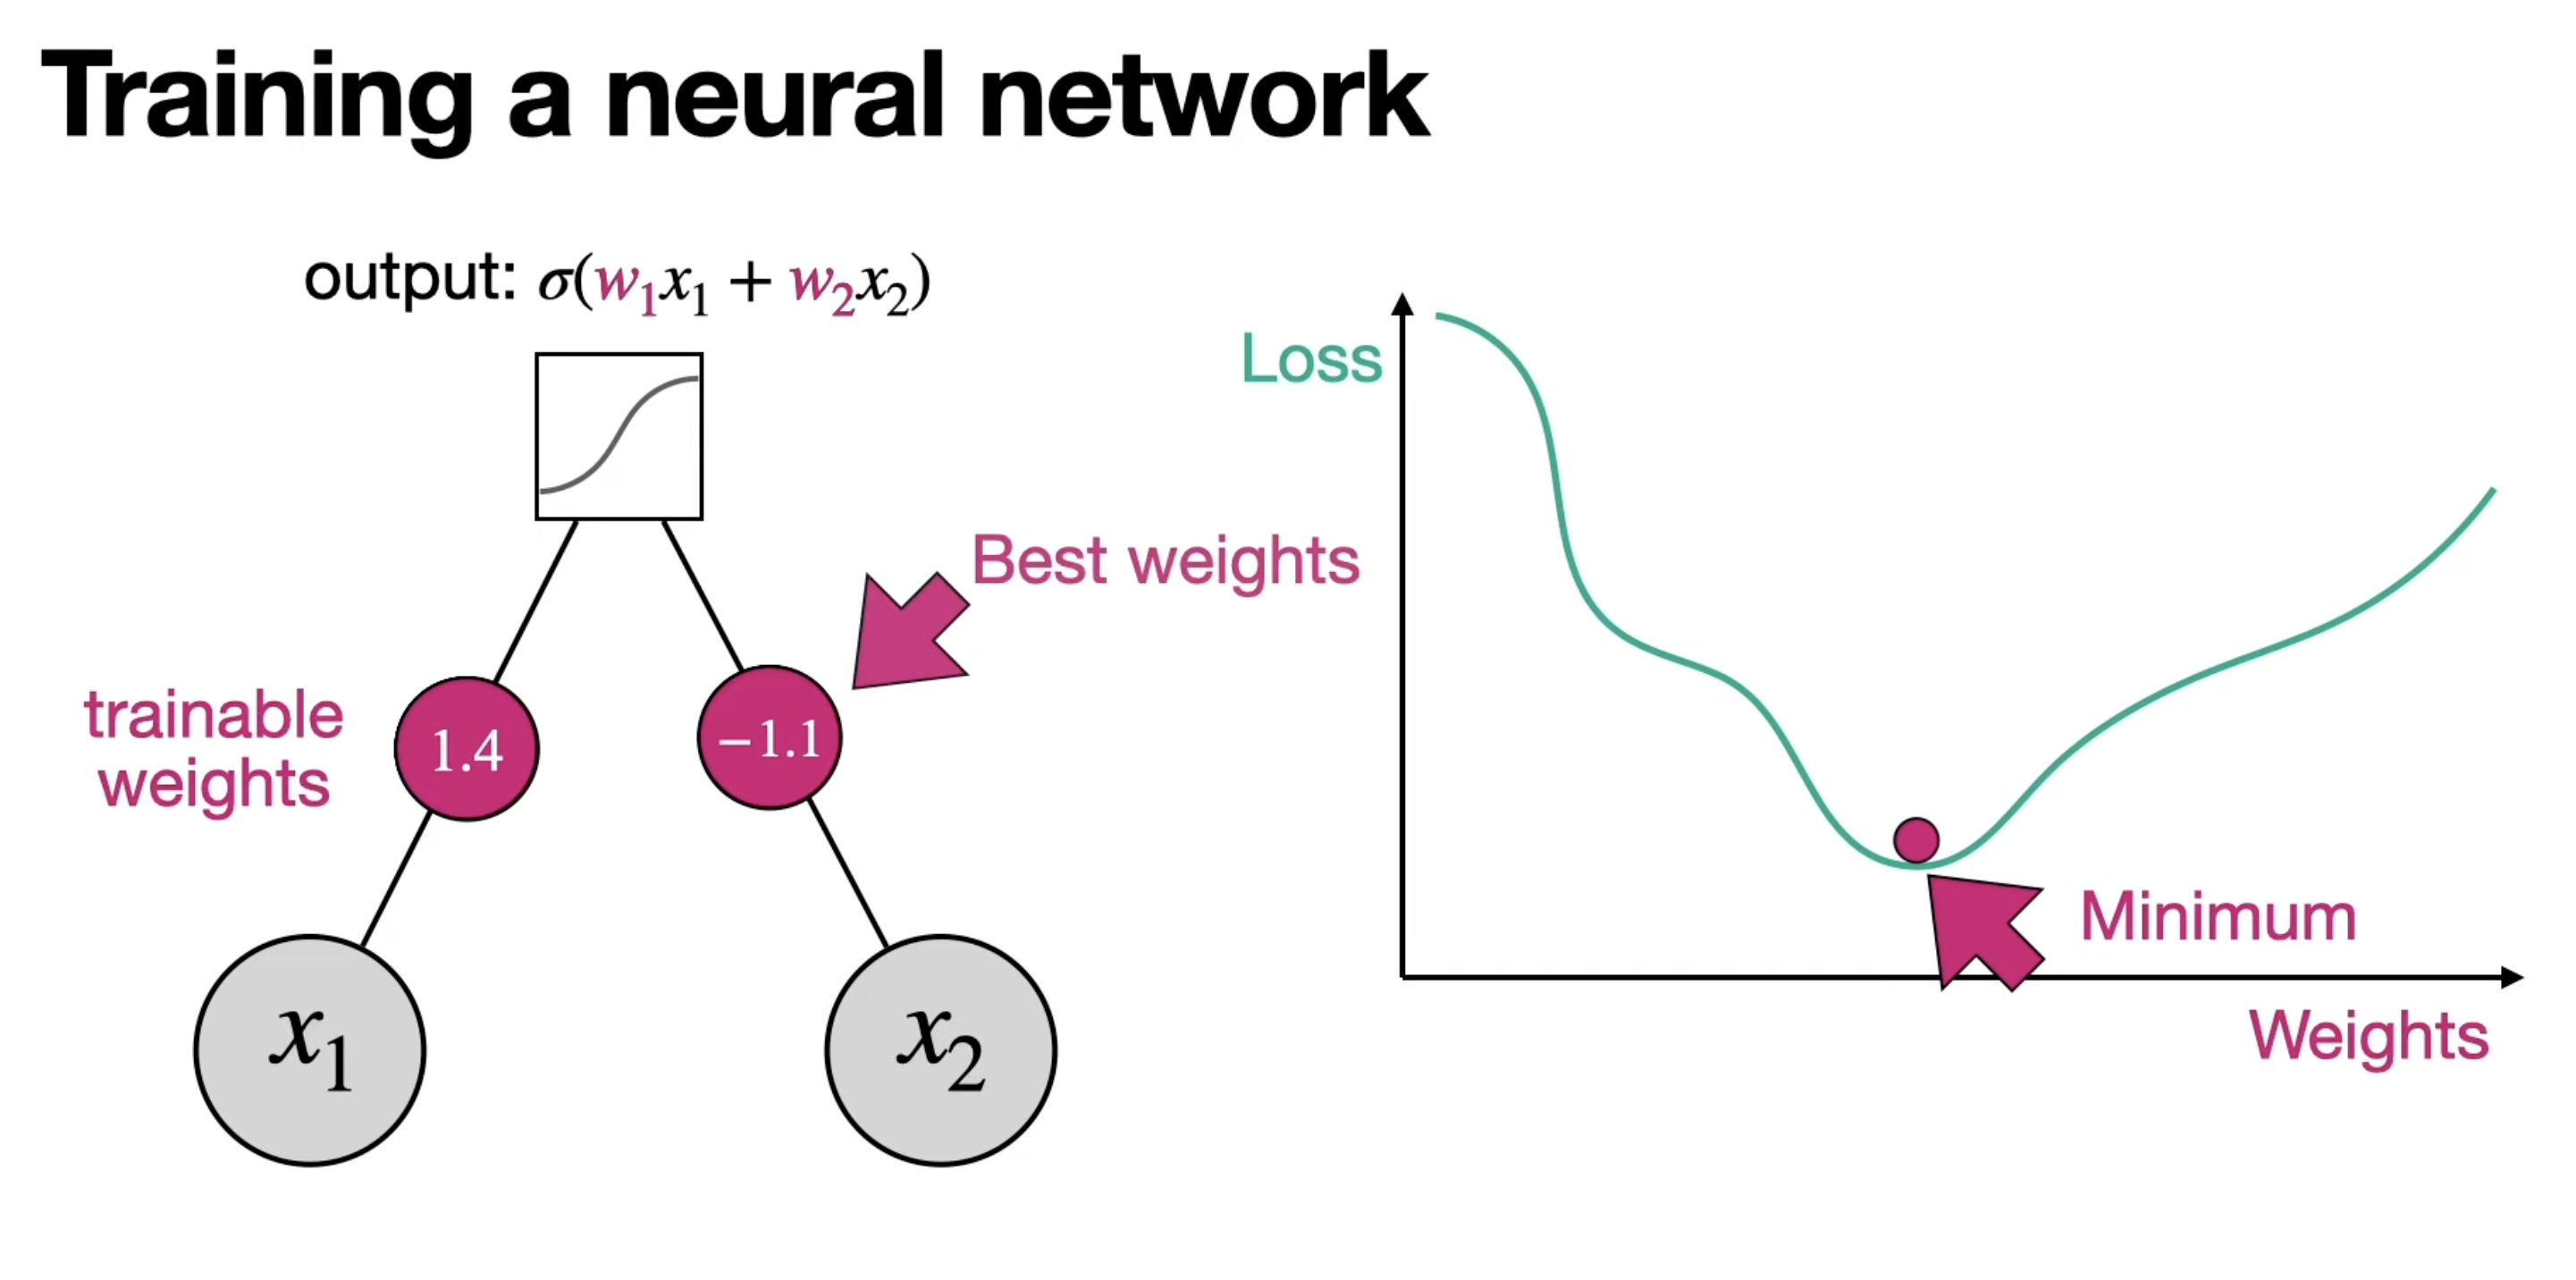 Training a neural network
output: σ(w₁x₁ + w₂x₂)
Loss
Best weights
trainable
weights
1.4
−1.1
Minimum
x₁
x₂
Weights